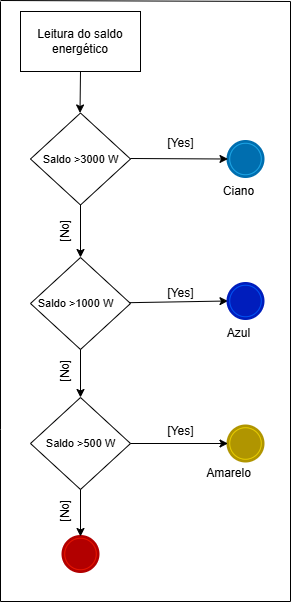 Leitura do saldo
energético
Saldo >3000 W
[Yes]
Ciano
[No]
Saldo >1000 W
[Yes]
Azul
[No]
Saldo >500 W
[Yes]
Amarelo
[No]